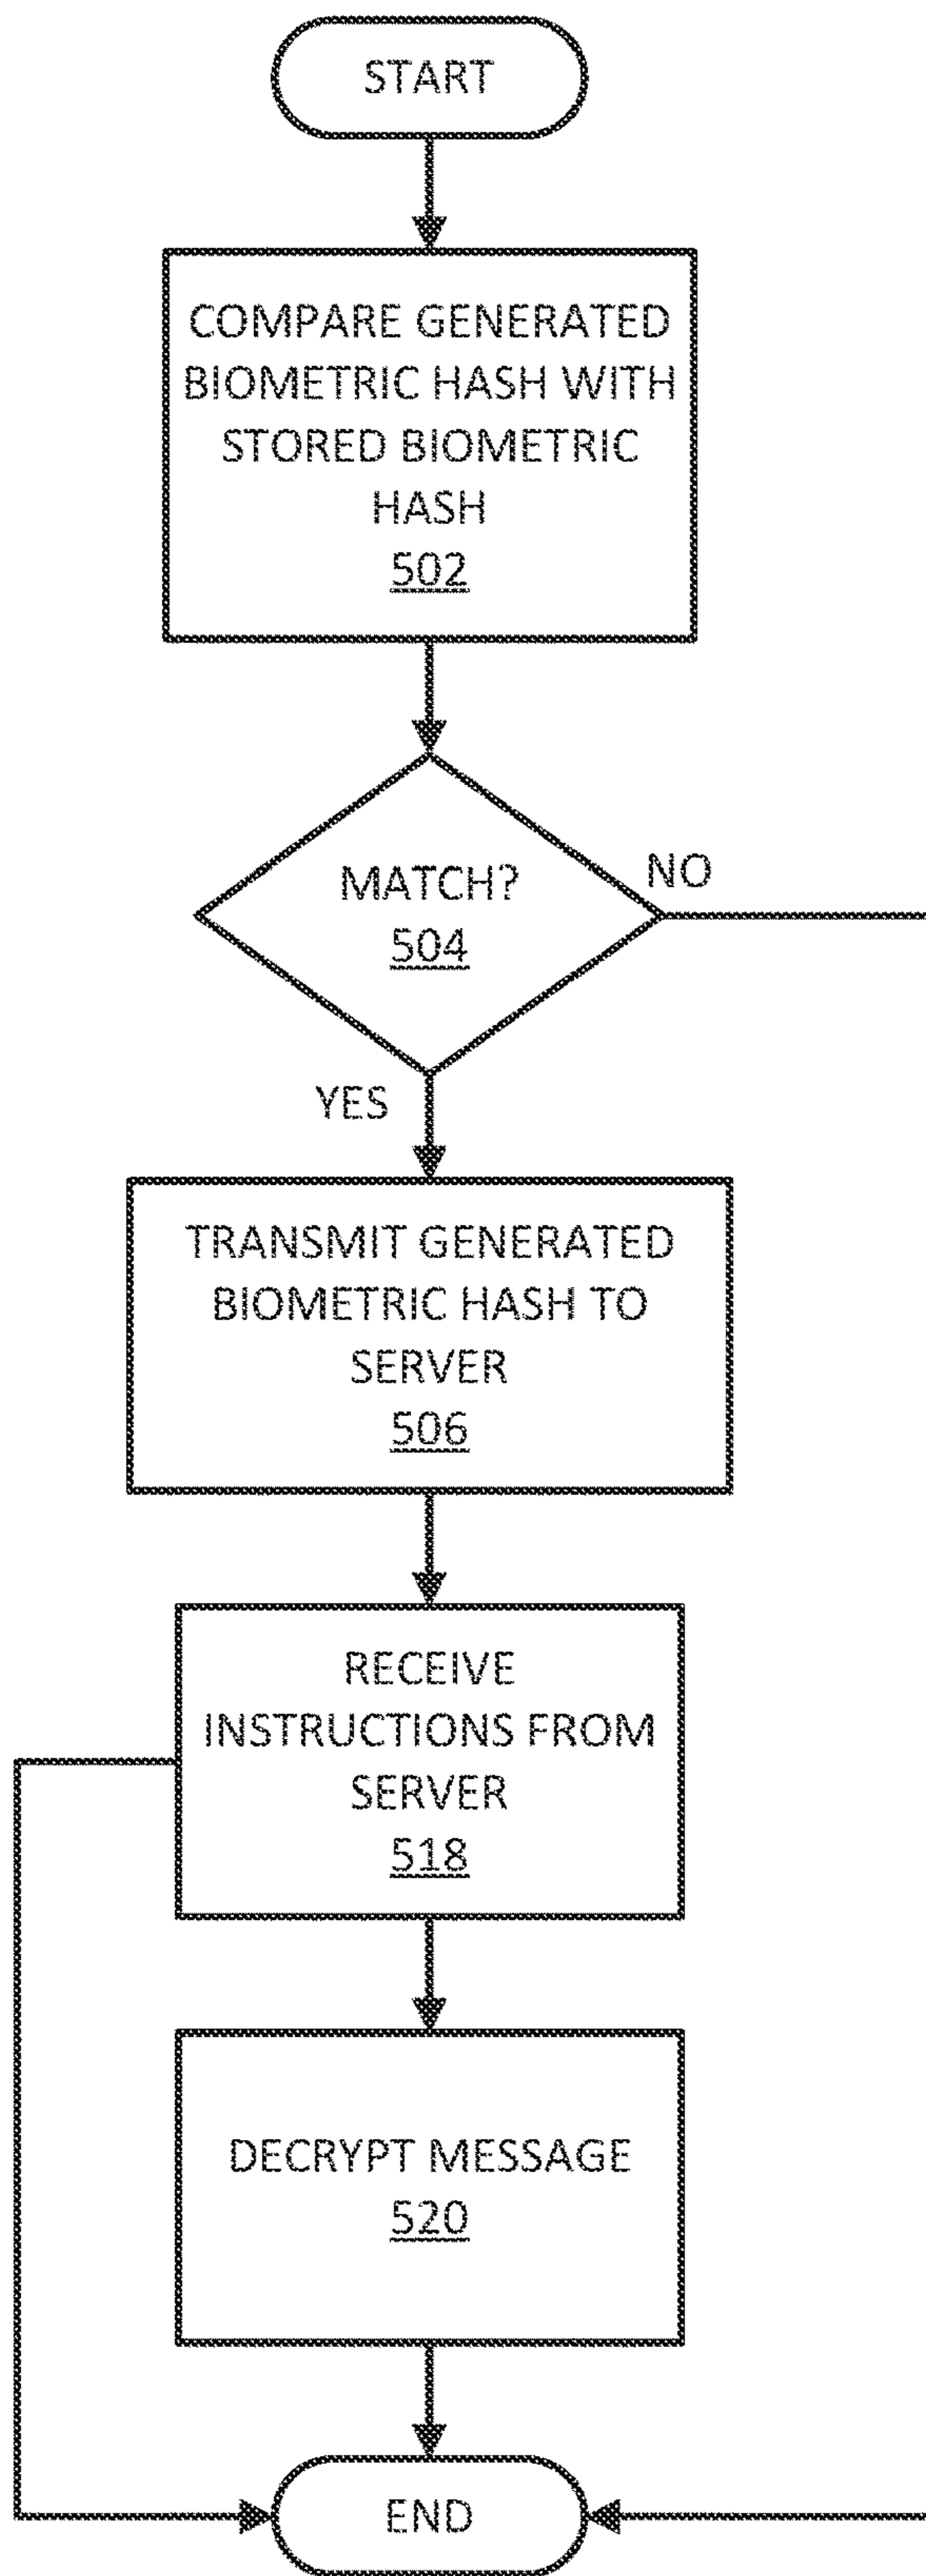 START
COMPARE GENERATED
BIOMETRIC HASH WITH
STORED BIOMETRIC
HASH
502
MATCH?
504
NO
YES
TRANSMIT GENERATED
BIOMETRIC HASH TO
SERVER
506
RECEIVE
INSTRUCTIONS FROM
SERVER
518
DECRYPT MESSAGE
520
END